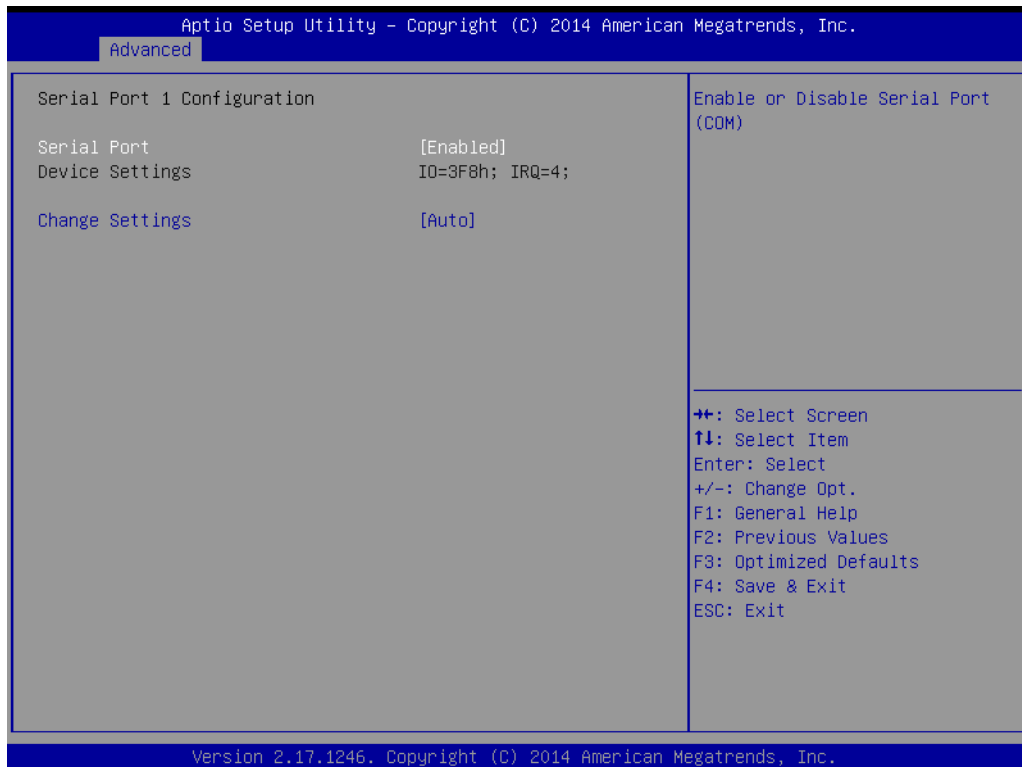 Aptio Setup Utility – Copyright (C) 2014 American Megatrends, Inc.
Advanced
Serial Port 1 Configuration
Serial Port [Enabled]
Device Settings IO=3F8h; IRQ=4;
Change Settings [Auto]
Enable or Disable Serial Port
(COM)
→←: Select Screen
↑↓: Select Item
Enter: Select
+/-: Change Opt.
F1: General Help
F2: Previous Values
F3: Optimized Defaults
F4: Save & Exit
ESC: Exit
Version 2.17.1246. Copyright (C) 2014 American Megatrends, Inc.